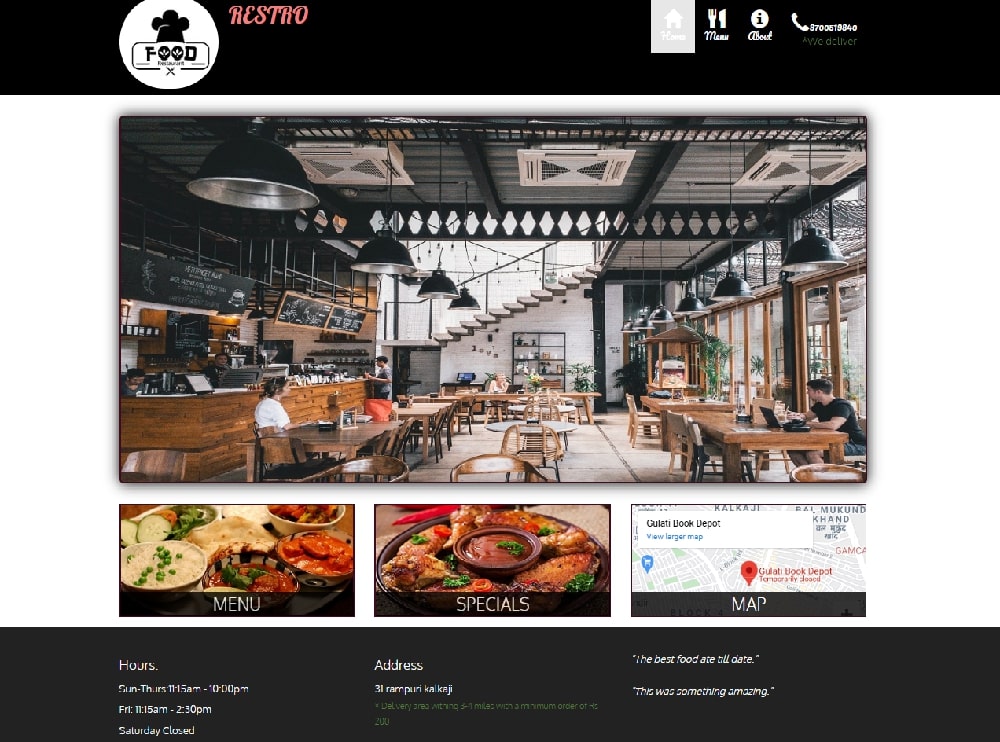 RESTRO
FOOD
Restaurant
Home
Menu
About
8700519840
*We deliver
MENU
SPECIALS
KALKAJI
BAL MUKUND
KHAND
बाल मुकुंद
खंड
Gulati Book Depot
View larger map
GAMCA
Gulati Book Depot
Temporarily closed
BLOCK 4
MAP
Hours.
Sun-Thurs:11:15am - 10:00pm
Fri: 11:15am - 2:30pm
Saturday Closed
Address
31 rampuri kalkaji
* Delivery area withing 3-4 miles with a minimum order of Rs
200
"The best food ate till date."
"This was something amazing."